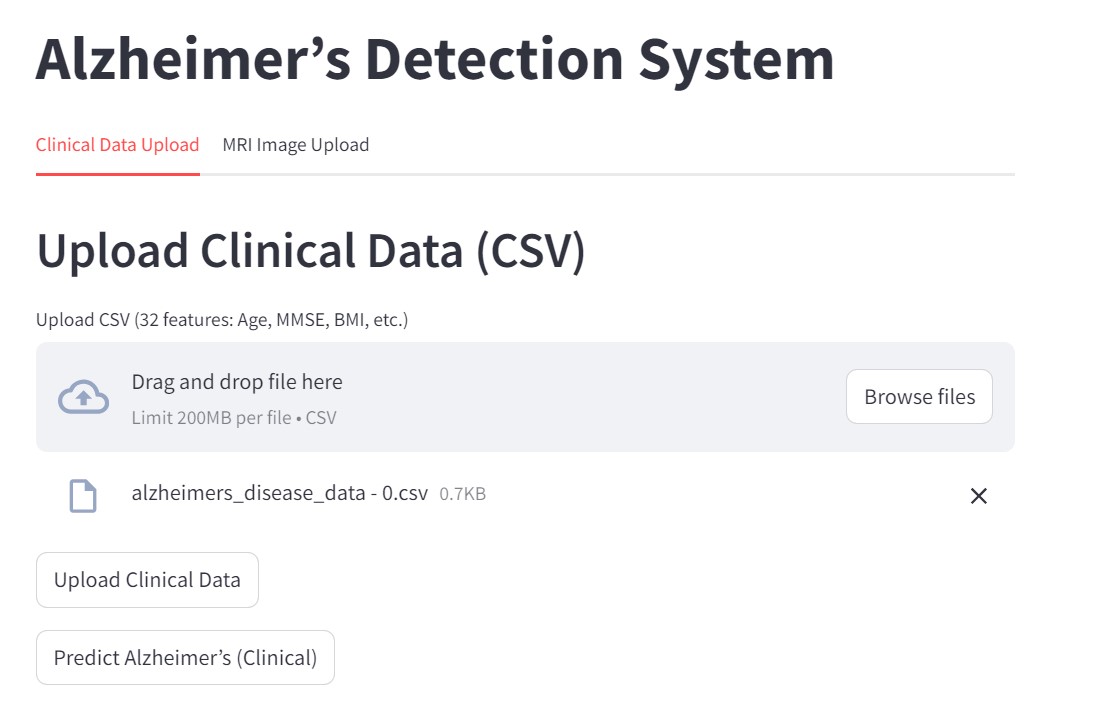 Alzheimer’s Detection System
Clinical Data Upload MRI Image Upload
Upload Clinical Data (CSV)
Upload CSV (32 features: Age, MMSE, BMI, etc.)
Drag and drop file here
Limit 200MB per file • CSV
Browse files
alzheimers_disease_data - 0.csv 0.7KB
Upload Clinical Data
Predict Alzheimer’s (Clinical)